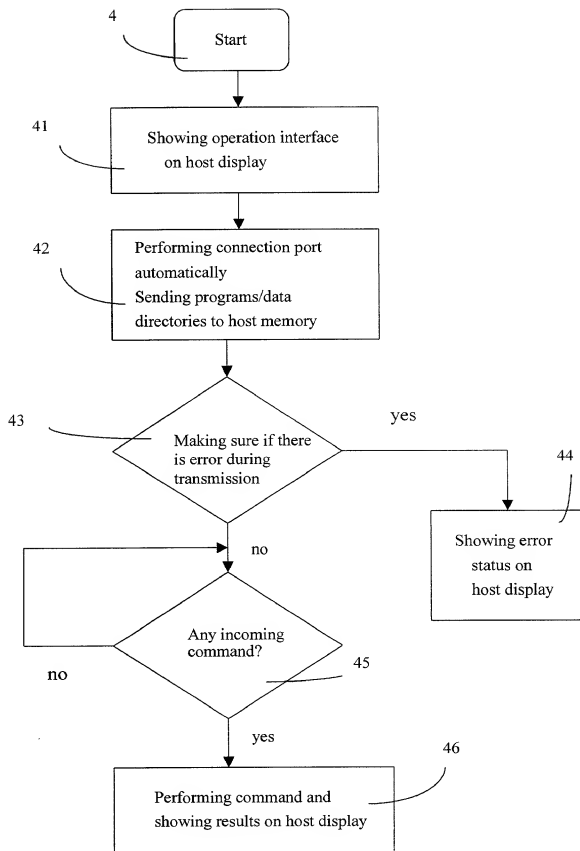 4
Start
41
Showing operation interface
on host display
42
Performing connection port
automatically
Sending programs/data
directories to host memory
43
yes
Making sure if there
is error during
transmission
44
Showing error
status on
host display
no
Any incoming
command?
no
45
yes
46
Performing command and
showing results on host display